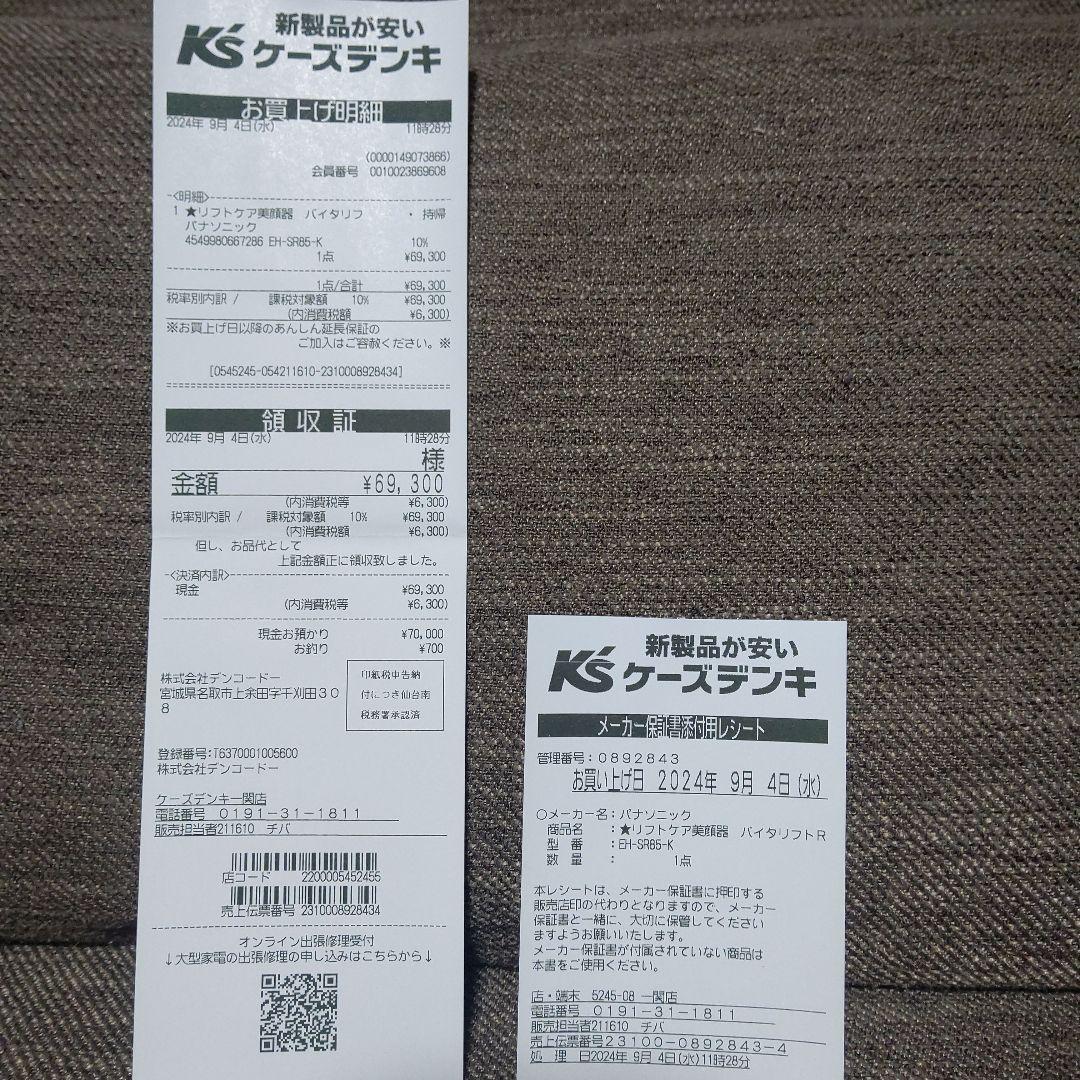 新製品が安い
K'sケーズデンキ
お買上げ明細
2024年 9月 4日(水) 11時28分
(0000149073866)
会員番号 0010023869608
-<明細>-
1 ★リフトケア美顔器 バイタリフ ・ 持帰
パナソニック
4549980667286 EH-SR85-K 10%
1点 ¥69,300
1点/合計 ¥69,300
税率別内訳 / 課税対象額 10% ¥69,300
(内消費税額 ¥6,300)
※お買上げ日以降のあんしん延長保証の
ご加入はご容赦ください。※
[0545245-054211610-2310008928434]
領収証
2024年 9月 4日(水) 11時28分
様
金額 ¥69,300
(内消費税等 ¥6,300)
税率別内訳 / 課税対象額 10% ¥69,300
(内消費税額 ¥6,300)
但し、お品代として
上記金額正に領収致しました。
-<決済内訳>-
現金 ¥69,300
(内消費税等 ¥6,300)
現金お預かり ¥70,000
お釣り ¥700
株式会社デンコードー
宮城県名取市上余田字千刈田30
8
印紙税申告納
付につき仙台南
税務署承認済
登録番号:T6370001005600
株式会社デンコードー
ケーズデンキ一関店
電話番号 0191-31-1811
販売担当者211610 チバ
店コード 2200005452455
売上伝票番号 2310008928434
オンライン出張修理受付
↓大型家電の出張修理の申し込みはこちらから↓
新製品が安い
K'sケーズデンキ
メーカー保証書添付用レシート
管理番号:0892843
お買い上げ日 2024年 9月 4日(水)
○メーカー名:パナソニック
商品名 :★リフトケア美顔器 バイタリフトR
型 番 :EH-SR85-K
数 量 : 1点
本レシートは、メーカー保証書に押印する
販売店印の代わりとなりますので、メーカー
保証書と一緒に、大切に保管してください
ますようお願いいたします。
メーカー保証書が付属されていない商品は
本書をご使用ください。
店・端末 5245-08 一関店
電話番号 0191-31-1811
販売担当者211610 チバ
売上伝票番号23100-0892843-4
処 理 日2024年 9月 4日(水)11時28分